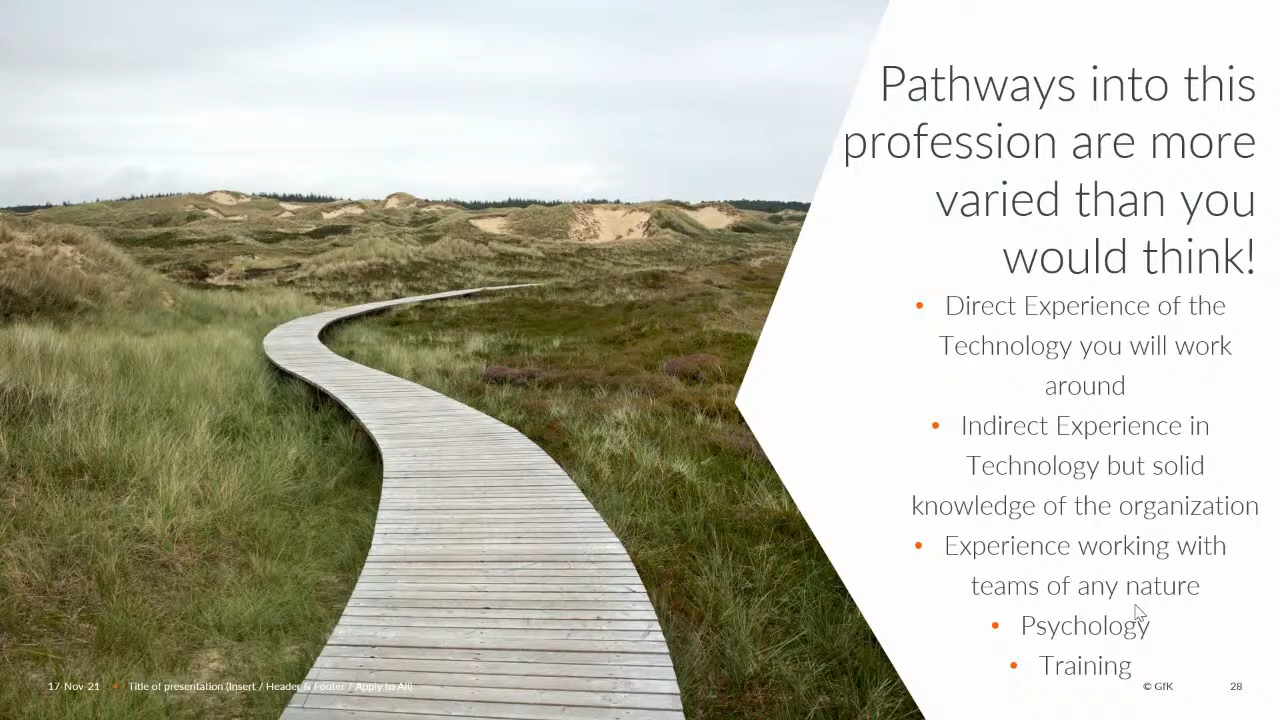 Pathways into this
profession are more
varied than you
would think!
• Direct Experience of the
Technology you will work
around
• Indirect Experience in
Technology but solid
knowledge of the organization
• Experience working with
teams of any nature
• Psychology
• Training
17-Nov-21 • Title of presentation (Insert / Header & Footer / Apply to All)
© GfK 28